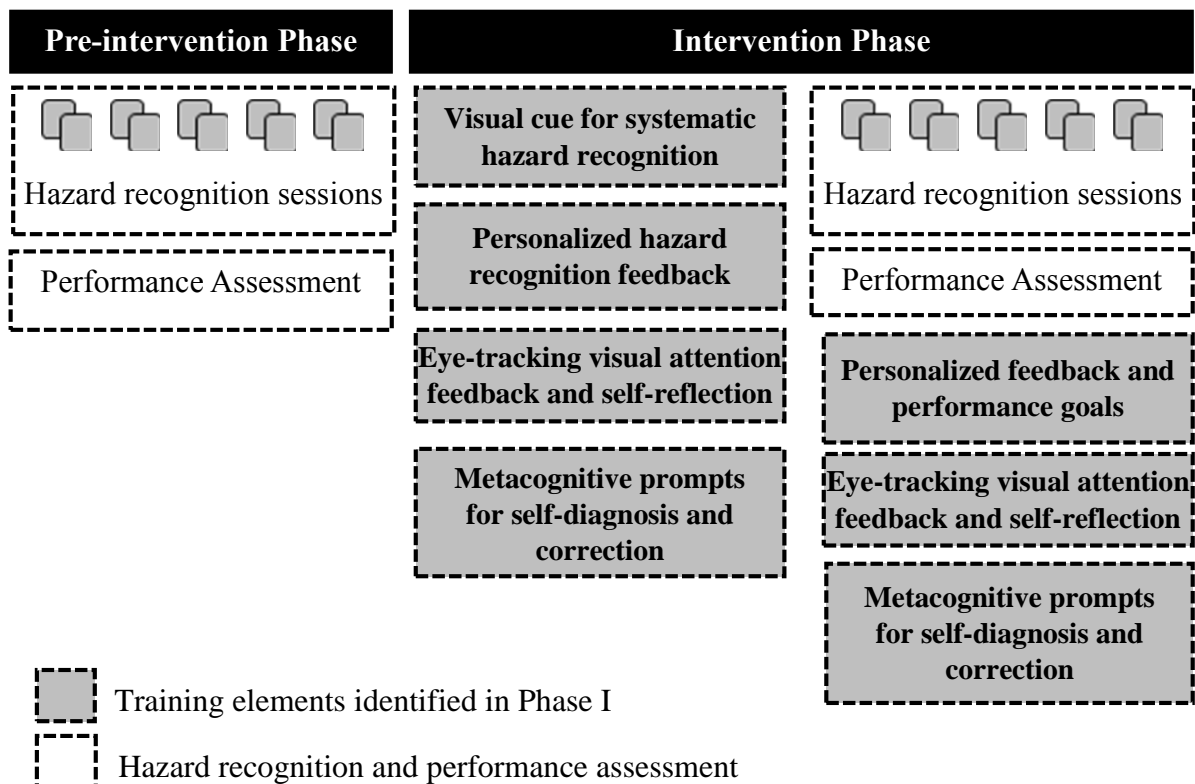 Pre-intervention Phase
Intervention Phase
Hazard recognition sessions
Performance Assessment
Visual cue for systematic
hazard recognition
Personalized hazard
recognition feedback
Eye-tracking visual attention
feedback and self-reflection
Metacognitive prompts
for self-diagnosis and
correction
Hazard recognition sessions
Performance Assessment
Personalized feedback and
performance goals
Eye-tracking visual attention
feedback and self-reflection
Metacognitive prompts
for self-diagnosis and
correction
Training elements identified in Phase I
Hazard recognition and performance assessment